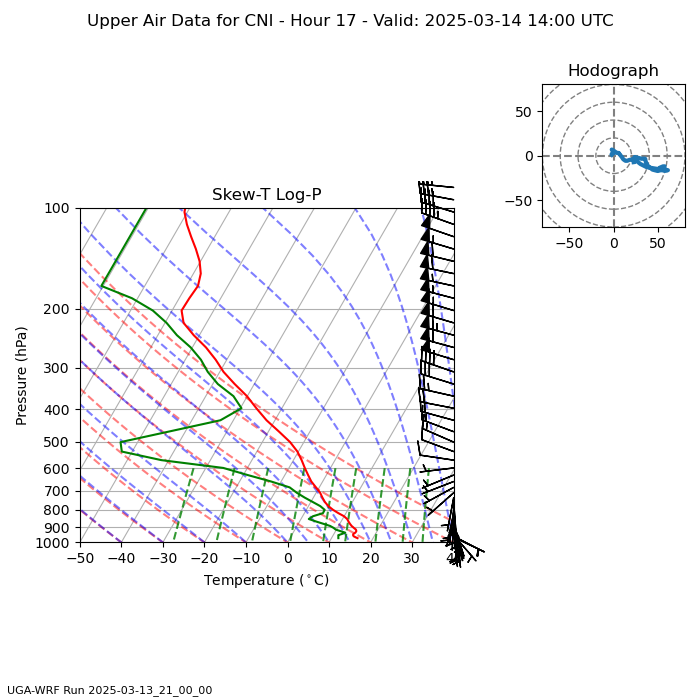 Upper Air Data for CNI - Hour 17 - Valid: 2025-03-14 14:00 UTC
Hodograph
50
0
−50
−50 0 50
Skew-T Log-P
Pressure (hPa)
100
200
300
400
500
600
700
800
900
1000
−50 −40 −30 −20 −10 0 10 20 30 40
Temperature (°C)
UGA-WRF Run 2025-03-13_21_00_00